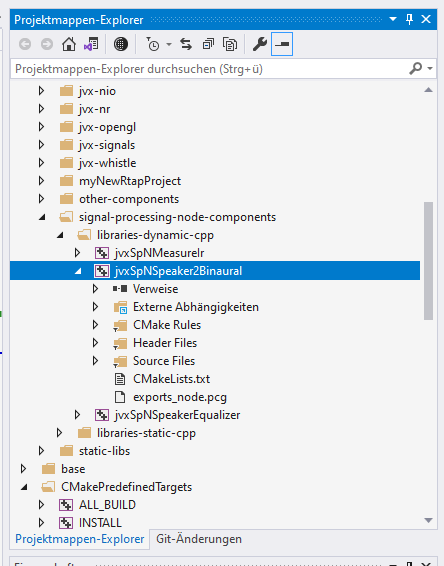 Projektmappen-Explorer
Projektmappen-Explorer durchsuchen (Strg+ü)
jvx-nio
jvx-nr
jvx-opengl
jvx-signals
jvx-whistle
myNewRtapProject
other-components
signal-processing-node-components
libraries-dynamic-cpp
jvxSpNMeasureIr
jvxSpNSpeaker2Binaural
Verweise
Externe Abhängigkeiten
CMake Rules
Header Files
Source Files
CMakeLists.txt
exports_node.pcg
jvxSpNSpeakerEqualizer
libraries-static-cpp
static-libs
base
CMakePredefinedTargets
ALL_BUILD
INSTALL
Projektmappen-Explorer Git-Änderungen